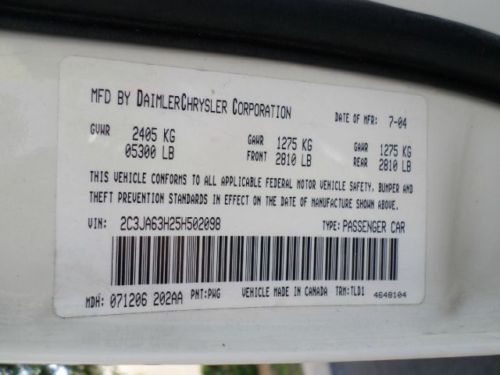 MFD BY DAIMLERCHRYSLER CORPORATION DATE OF MFR: 7-04
GVWR 2405 KG GAWR 1275 KG GAWR 1275 KG
05300 LB FRONT 2810 LB REAR 2810 LB
THIS VEHICLE CONFORMS TO ALL APPLICABLE FEDERAL MOTOR VEHICLE SAFETY, BUMPER AND
THEFT PREVENTION STANDARDS IN EFFECT ON THE DATE OF MANUFACTURE SHOWN ABOVE.
VIN: 2C3JA63H25H502098 TYPE: PASSENGER CAR
MDH: 071206 202AA PNT: PWG VEHICLE MADE IN CANADA TRM: TLD1 4648104